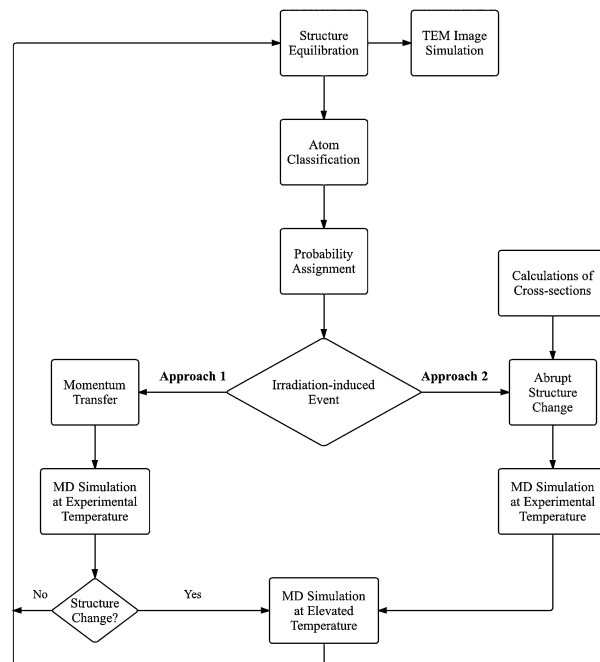 Structure
Equilibration
TEM Image
Simulation
Atom
Classification
Probability
Assignment
Calculations of
Cross-sections
Approach 1
Irradiation-induced
Event
Approach 2
Momentum
Transfer
Abrupt
Structure
Change
MD Simulation
at Experimental
Temperature
MD Simulation
at Experimental
Temperature
No
Structure
Change?
Yes
MD Simulation
at Elevated
Temperature